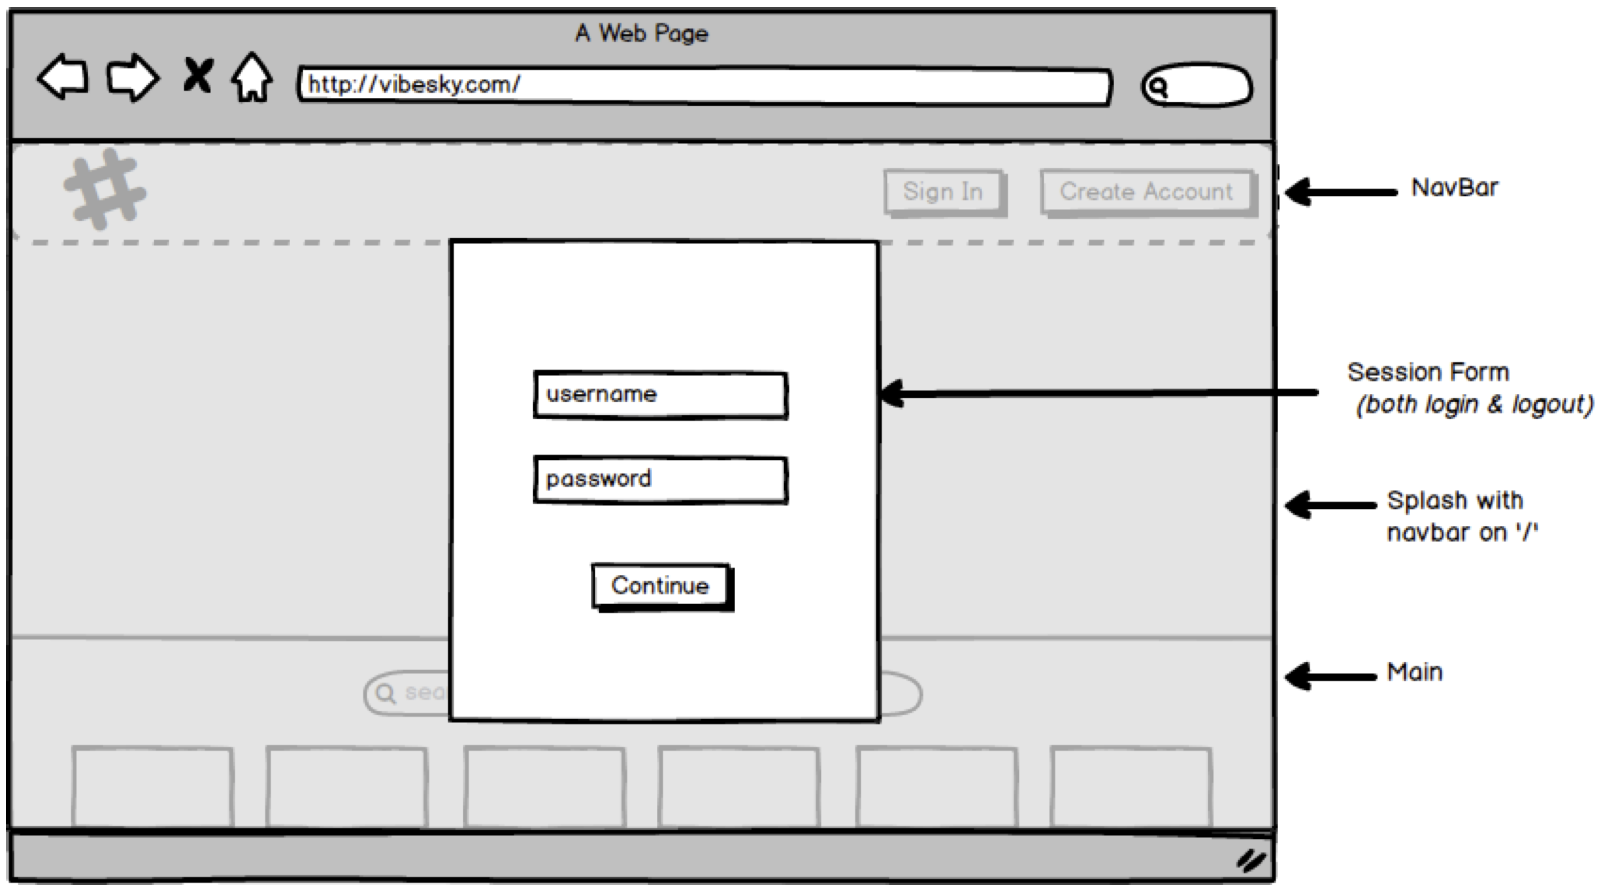 A Web Page
http://vibesky.com/
Sign In
Create Account
NavBar
username
Session Form
(both login & logout)
password
Splash with
navbar on '/'
Continue
Main
sea